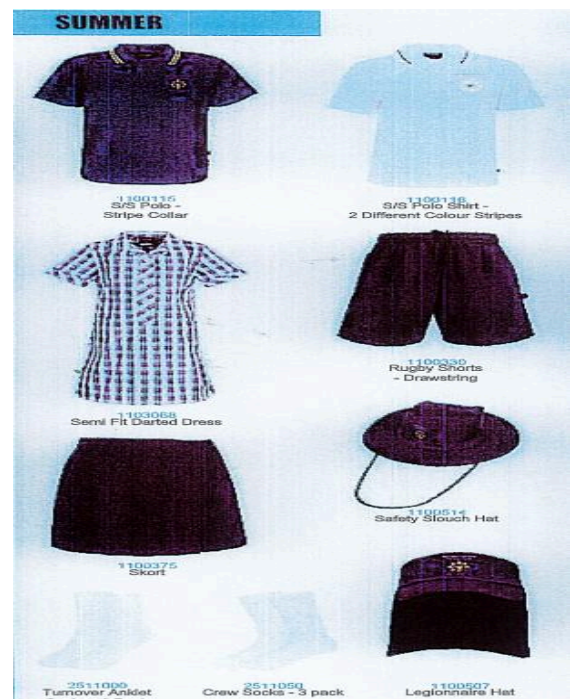 SUMMER
1100115
S/S Polo -
Stripe Collar
1100116
S/S Polo Shirt -
2 Different Colour Stripes
1103068
Semi Fit Darted Dress
1100330
Rugby Shorts
- Drawstring
1100514
Safety Slouch Hat
1100375
Skort
2511000
Turnover Anklet
2511050
Crew Socks - 3 pack
1100507
Legionnaire Hat